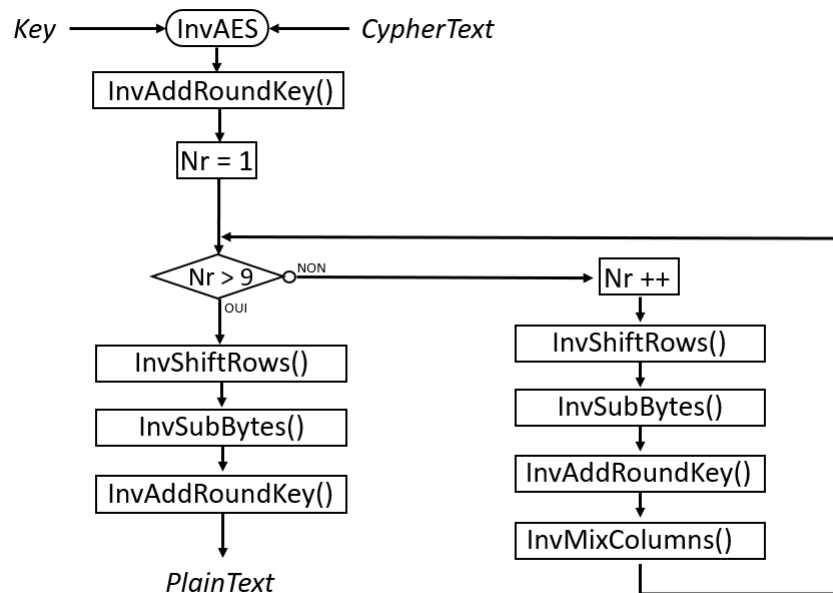 Key
InvAES
CypherText
InvAddRoundKey()
Nr = 1
Nr > 9
NON
OUI
InvShiftRows()
InvSubBytes()
InvAddRoundKey()
PlainText
Nr ++
InvShiftRows()
InvSubBytes()
InvAddRoundKey()
InvMixColumns()